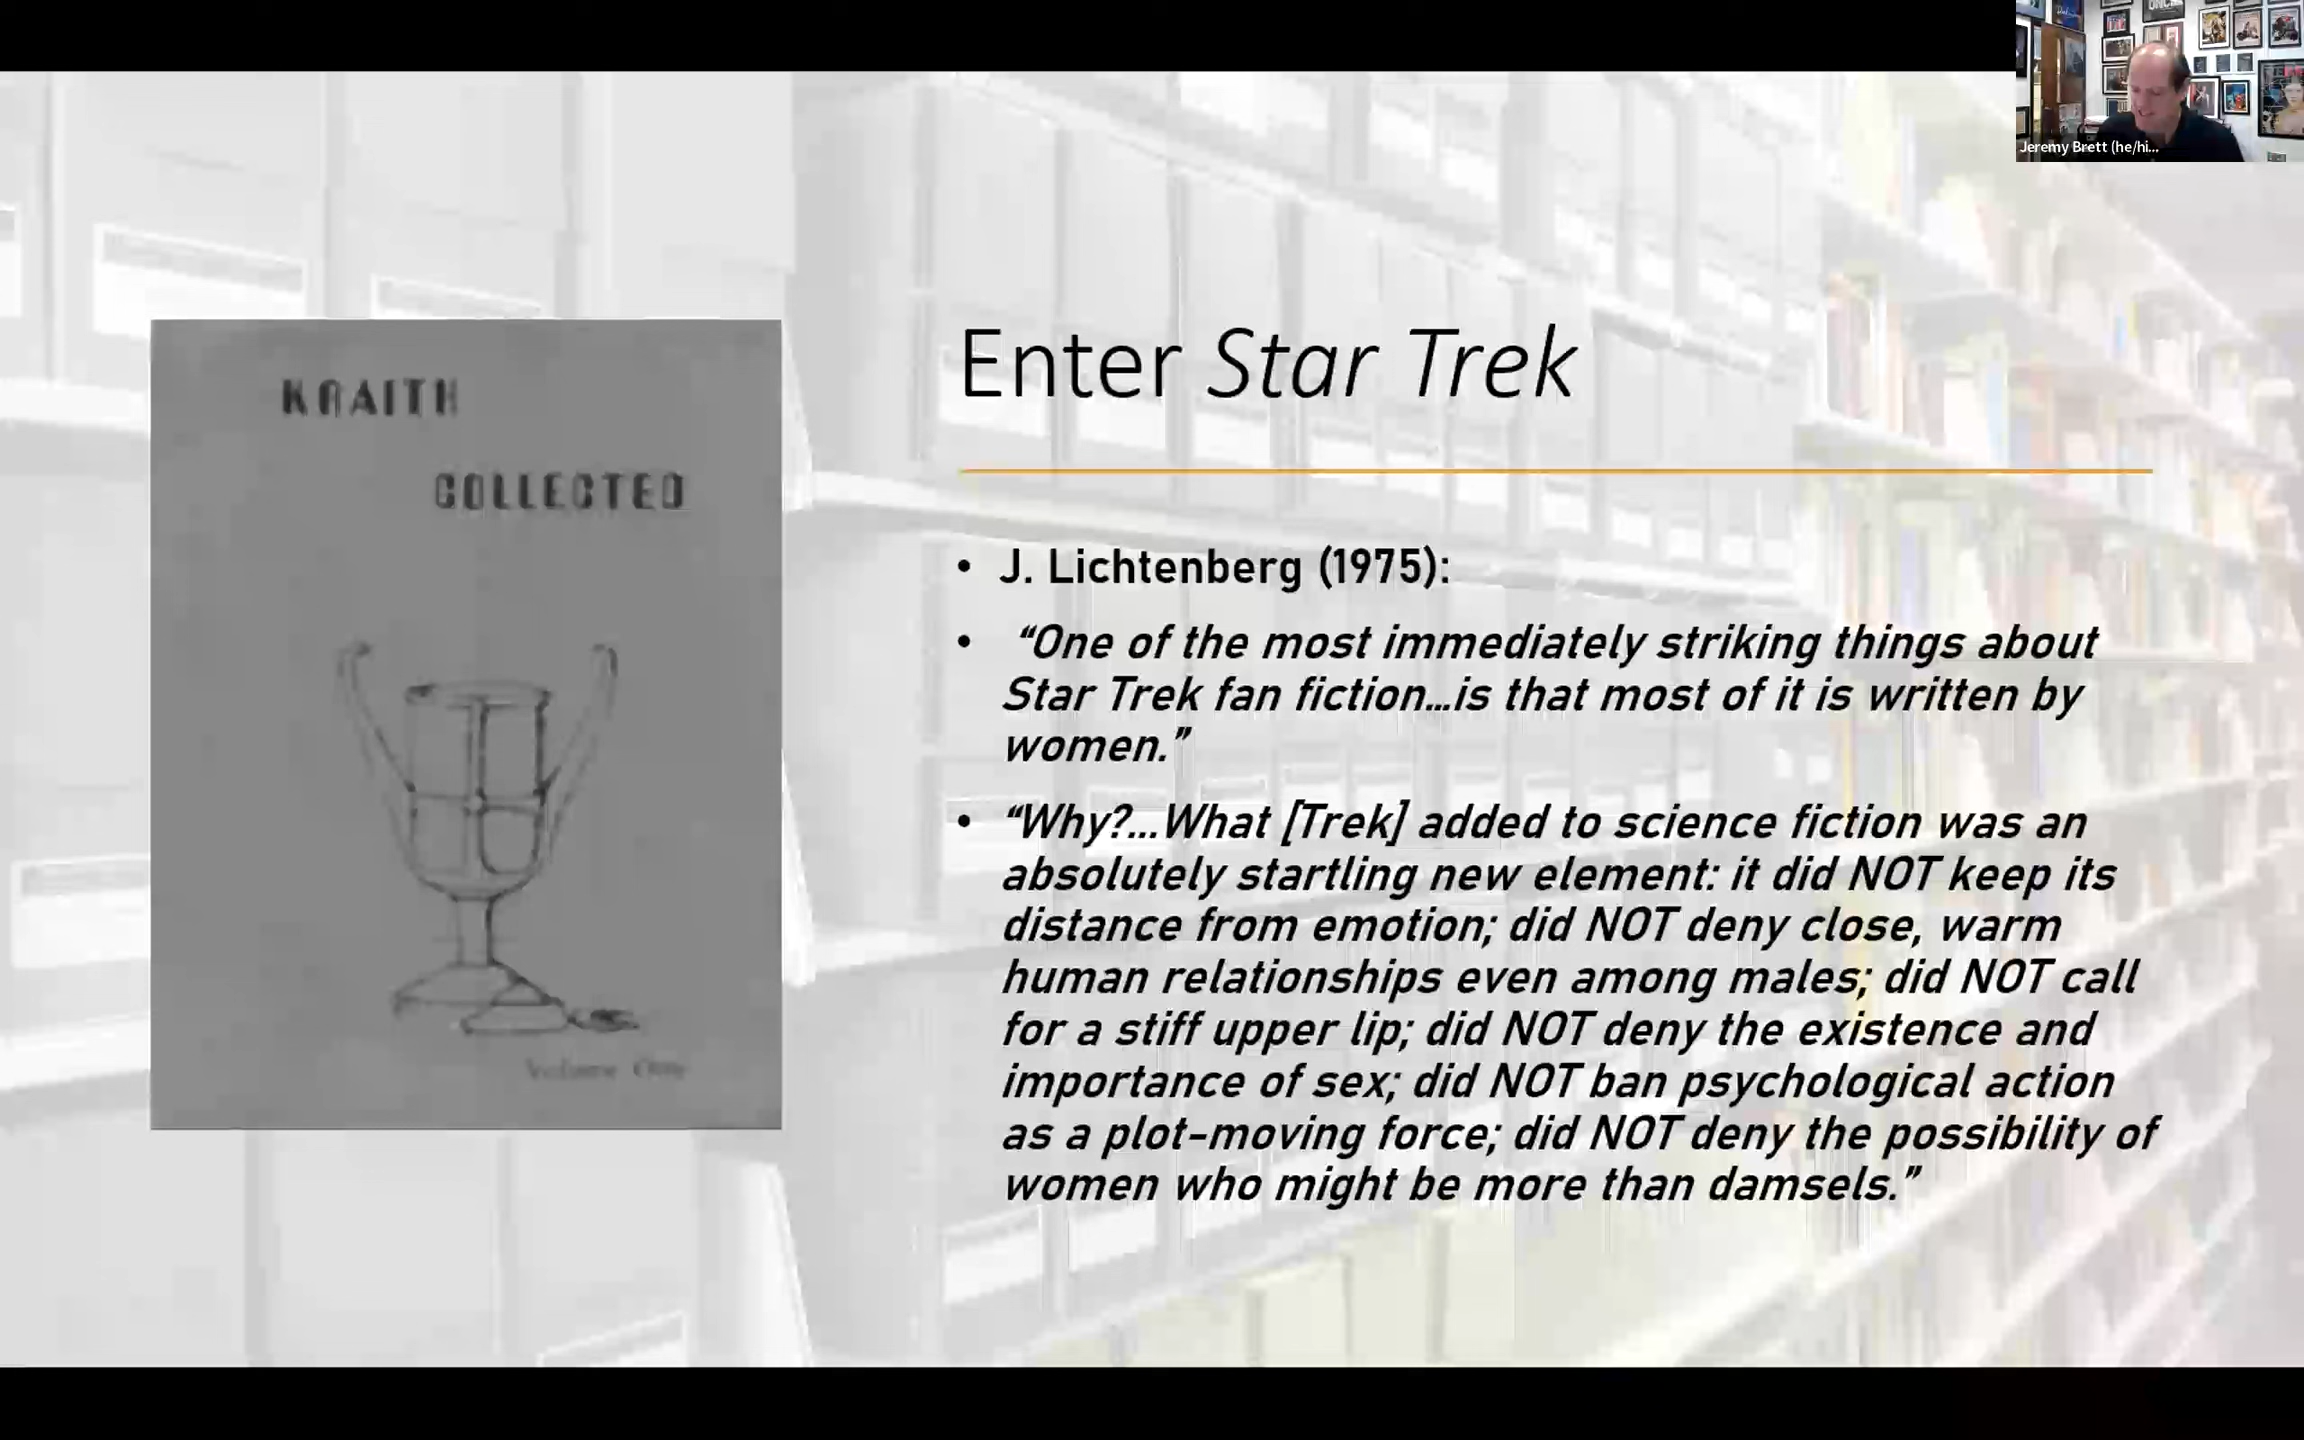 Jeremy Brett (he/hi...
KRAITH
COLLECTED
Volume One
Enter Star Trek
• J. Lichtenberg (1975):
• “One of the most immediately striking things about
Star Trek fan fiction...is that most of it is written by
women.”
• “Why?...What [Trek] added to science fiction was an
absolutely startling new element: it did NOT keep its
distance from emotion; did NOT deny close, warm
human relationships even among males; did NOT call
for a stiff upper lip; did NOT deny the existence and
importance of sex; did NOT ban psychological action
as a plot-moving force; did NOT deny the possibility of
women who might be more than damsels.”